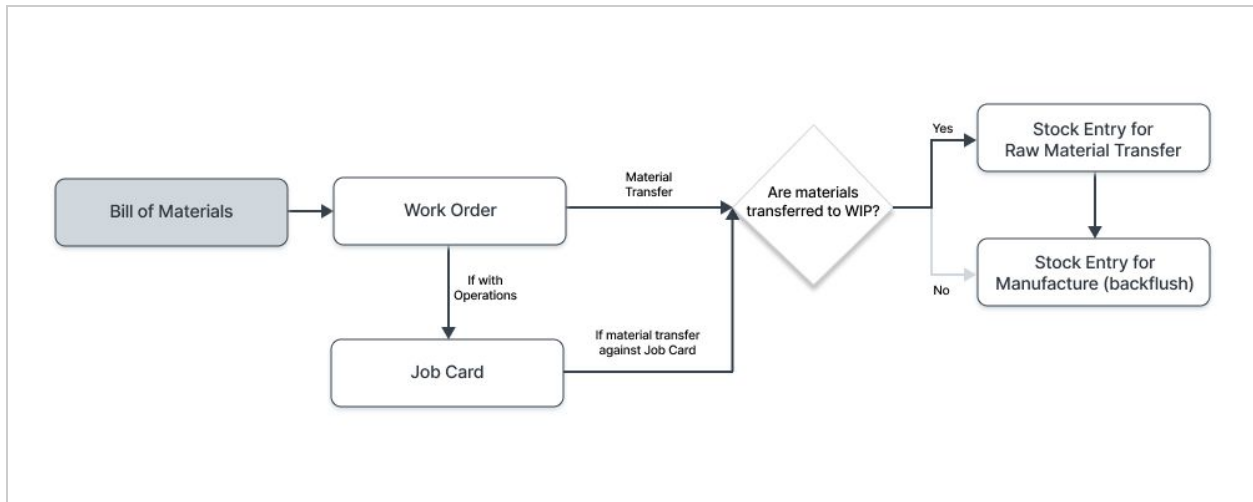 Bill of Materials
Work Order
Material
Transfer
If with
Operations
Job Card
If material transfer
against Job Card
Are materials
transferred to WIP?
Yes
No
Stock Entry for
Raw Material Transfer
Stock Entry for
Manufacture (backflush)